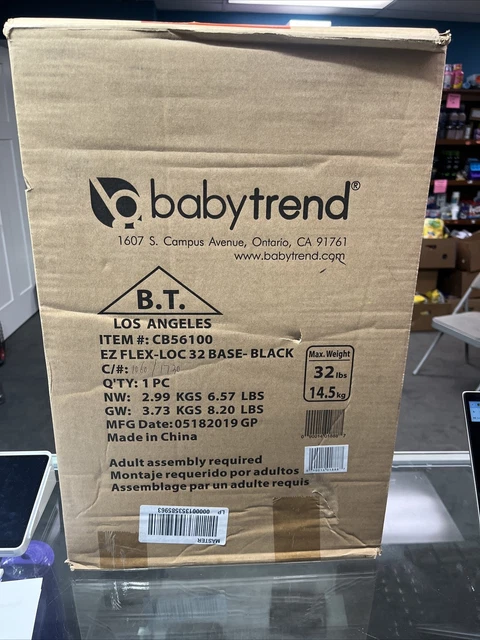 babytrend®
1607 S. Campus Avenue, Ontario, CA 91761
www.babytrend.com
B.T.
LOS ANGELES
ITEM #: CB56100
EZ FLEX-LOC 32 BASE- BLACK
C/#:
Q'TY: 1 PC
NW: 2.99 KGS 6.57 LBS
GW: 3.73 KGS 8.20 LBS
MFG Date: 05182019 GP
Made in China
Max. Weight
32 lbs
14.5kg
Adult assembly required
Montaje requerido por adultos
Assemblage par un adulte requis
LP 0000013S3585963
MASTER